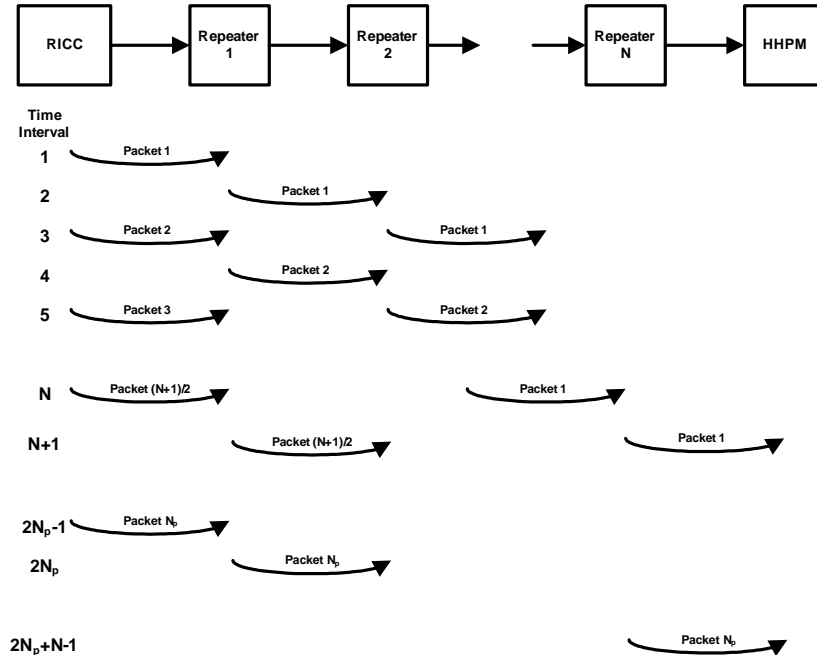 RICC
Repeater
1
Repeater
2
Repeater
N
HHPM
Time
Interval
1
Packet 1
2
Packet 1
3
Packet 2
Packet 1
4
Packet 2
5
Packet 3
Packet 2
N
Packet (N+1)/2
Packet 1
N+1
Packet (N+1)/2
Packet 1
2Nₚ-1
Packet Nₚ
2Nₚ
Packet Nₚ
2Nₚ+N-1
Packet Nₚ